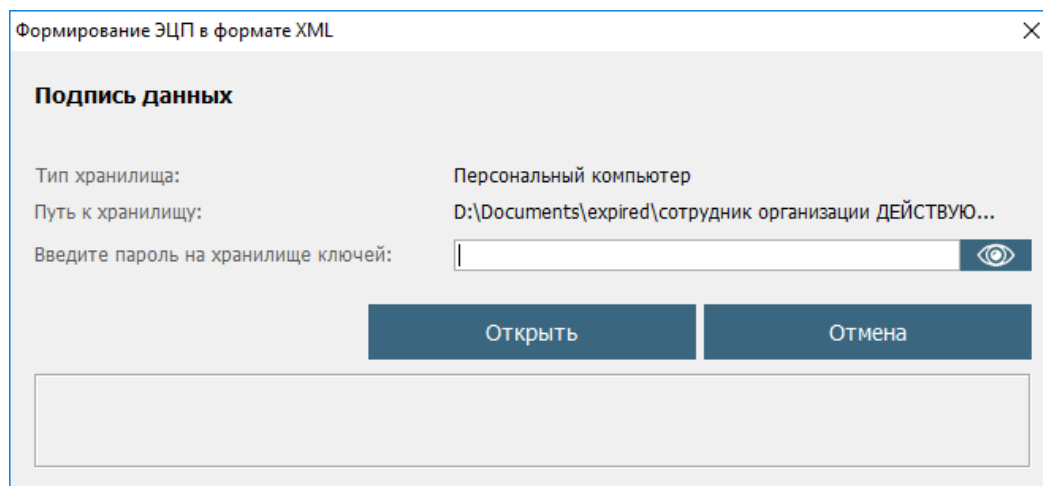 Формирование ЭЦП в формате XML
Подпись данных
Тип хранилища: Персональный компьютер
Путь к хранилищу: D:\Documents\expired\сотрудник организации ДЕЙСТВУЮ...
Введите пароль на хранилище ключей:
Открыть Отмена